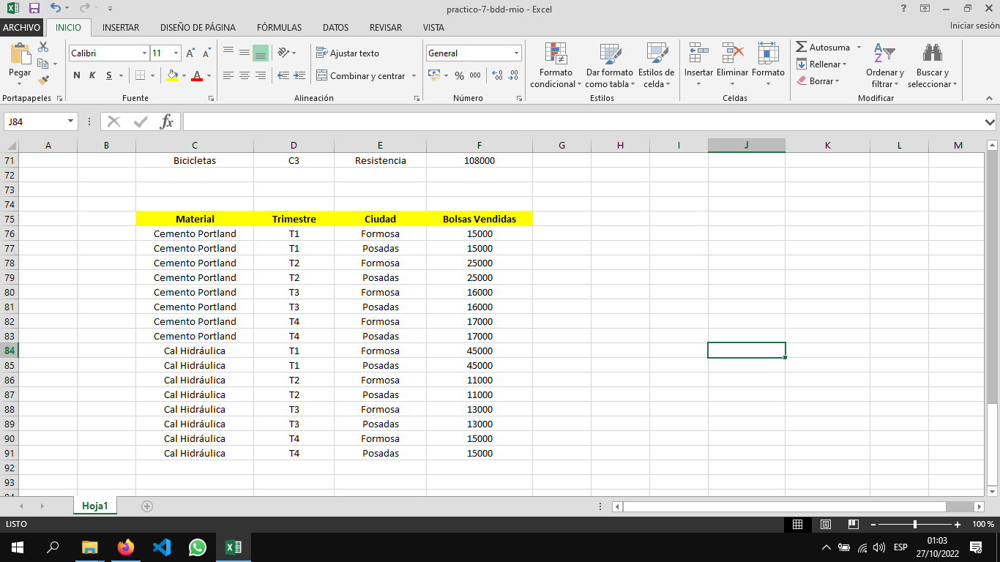 practico-7-bdd-mio - Excel
ARCHIVO INICIO INSERTAR DISEÑO DE PÁGINA FÓRMULAS DATOS REVISAR VISTA Iniciar sesión
Pegar
Portapapeles
Calibri 11
N K S
Fuente
Ajustar texto
Combinar y centrar
Alineación
General
% 000
Número
Formato condicional
Dar formato como tabla
Estilos de celda
Estilos
Insertar Eliminar Formato
Celdas
Autosuma
Rellenar
Borrar
Ordenar y filtrar
Buscar y seleccionar
Modificar
J84 fx
A B C D E F G H I J K L M
71 Bicicletas C3 Resistencia 108000
72
73
74
75 Material Trimestre Ciudad Bolsas Vendidas
76 Cemento Portland T1 Formosa 15000
77 Cemento Portland T1 Posadas 15000
78 Cemento Portland T2 Formosa 25000
79 Cemento Portland T2 Posadas 25000
80 Cemento Portland T3 Formosa 16000
81 Cemento Portland T3 Posadas 16000
82 Cemento Portland T4 Formosa 17000
83 Cemento Portland T4 Posadas 17000
84 Cal Hidráulica T1 Formosa 45000
85 Cal Hidráulica T1 Posadas 45000
86 Cal Hidráulica T2 Formosa 11000
87 Cal Hidráulica T2 Posadas 11000
88 Cal Hidráulica T3 Formosa 13000
89 Cal Hidráulica T3 Posadas 13000
90 Cal Hidráulica T4 Formosa 15000
91 Cal Hidráulica T4 Posadas 15000
92
93
Hoja1
LISTO 100 %
ESP
01:03
27/10/2022